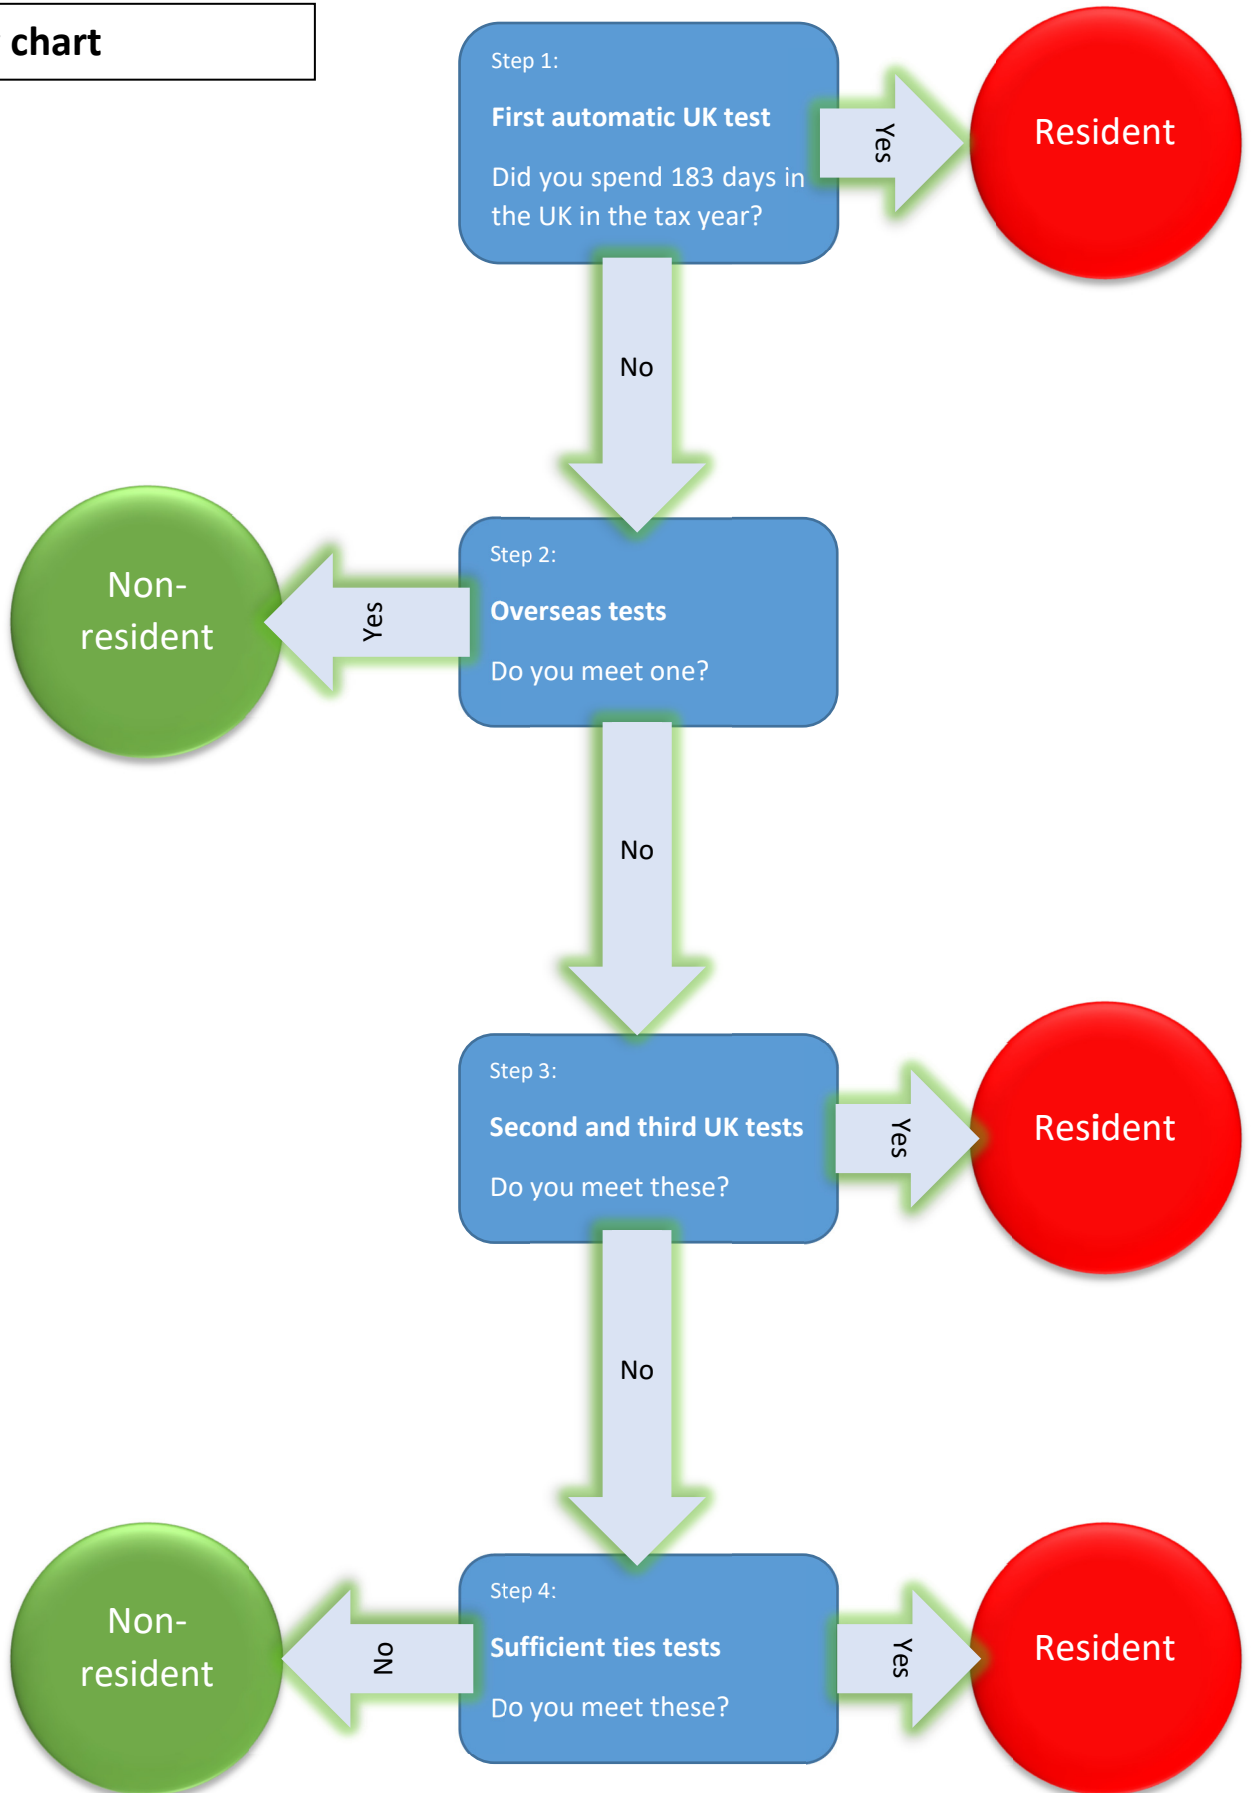 chart
Step 1:
First automatic UK test
Did you spend 183 days in
the UK in the tax year?
Yes
Resident
No
Step 2:
Overseas tests
Do you meet one?
Yes
Non-
resident
No
Step 3:
Second and third UK tests
Do you meet these?
Yes
Resident
No
Step 4:
Sufficient ties tests
Do you meet these?
No
Non-
resident
Yes
Resident